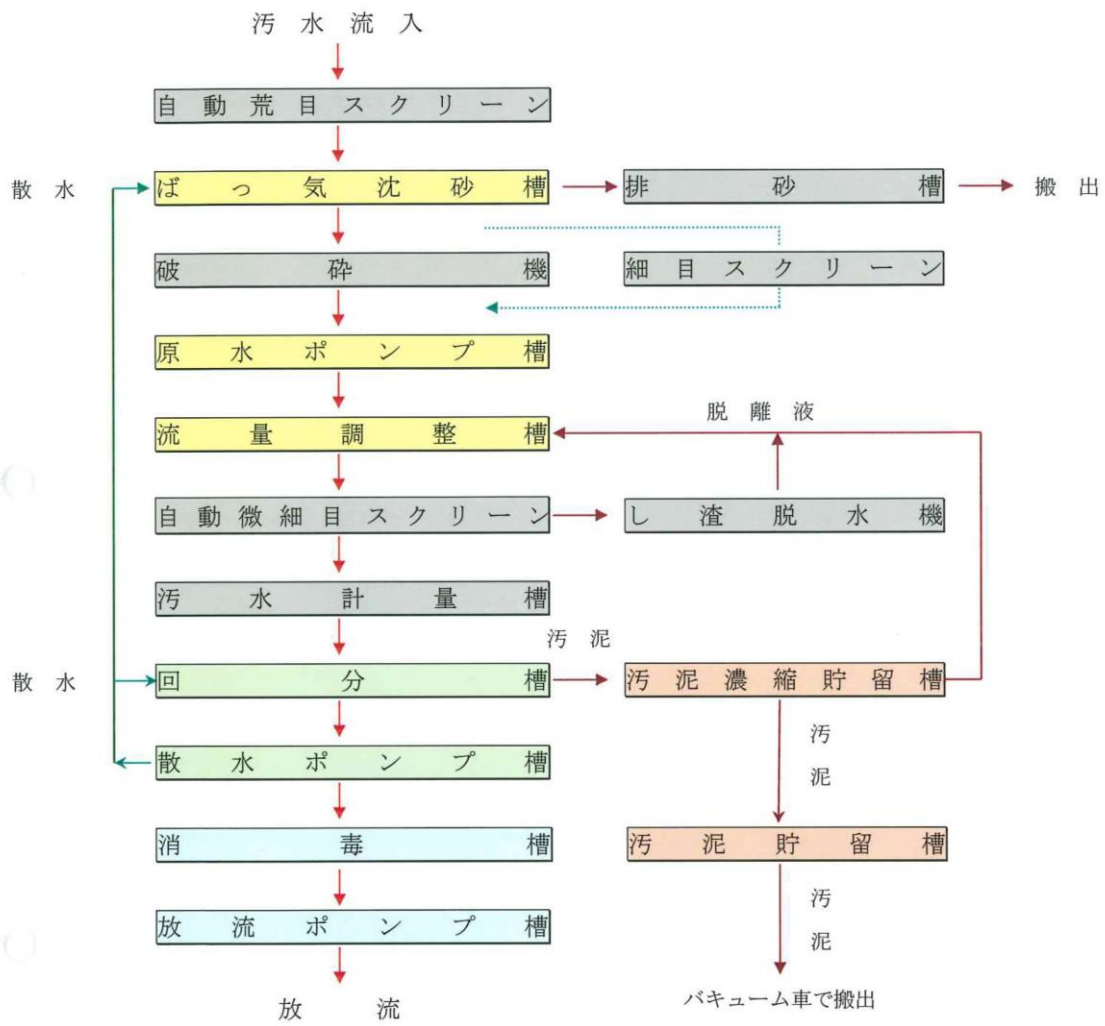 汚水流入
自動荒目スクリーン
散水
ばっ気沈砂槽
排砂槽
搬出
破砕機
細目スクリーン
原水ポンプ槽
脱離液
流量調整槽
自動微細目スクリーン
し渣脱水機
汚水計量槽
汚泥
散水
回分槽
汚泥濃縮貯留槽
汚泥
散水ポンプ槽
消毒槽
汚泥貯留槽
汚泥
放流ポンプ槽
放流
バキューム車で搬出